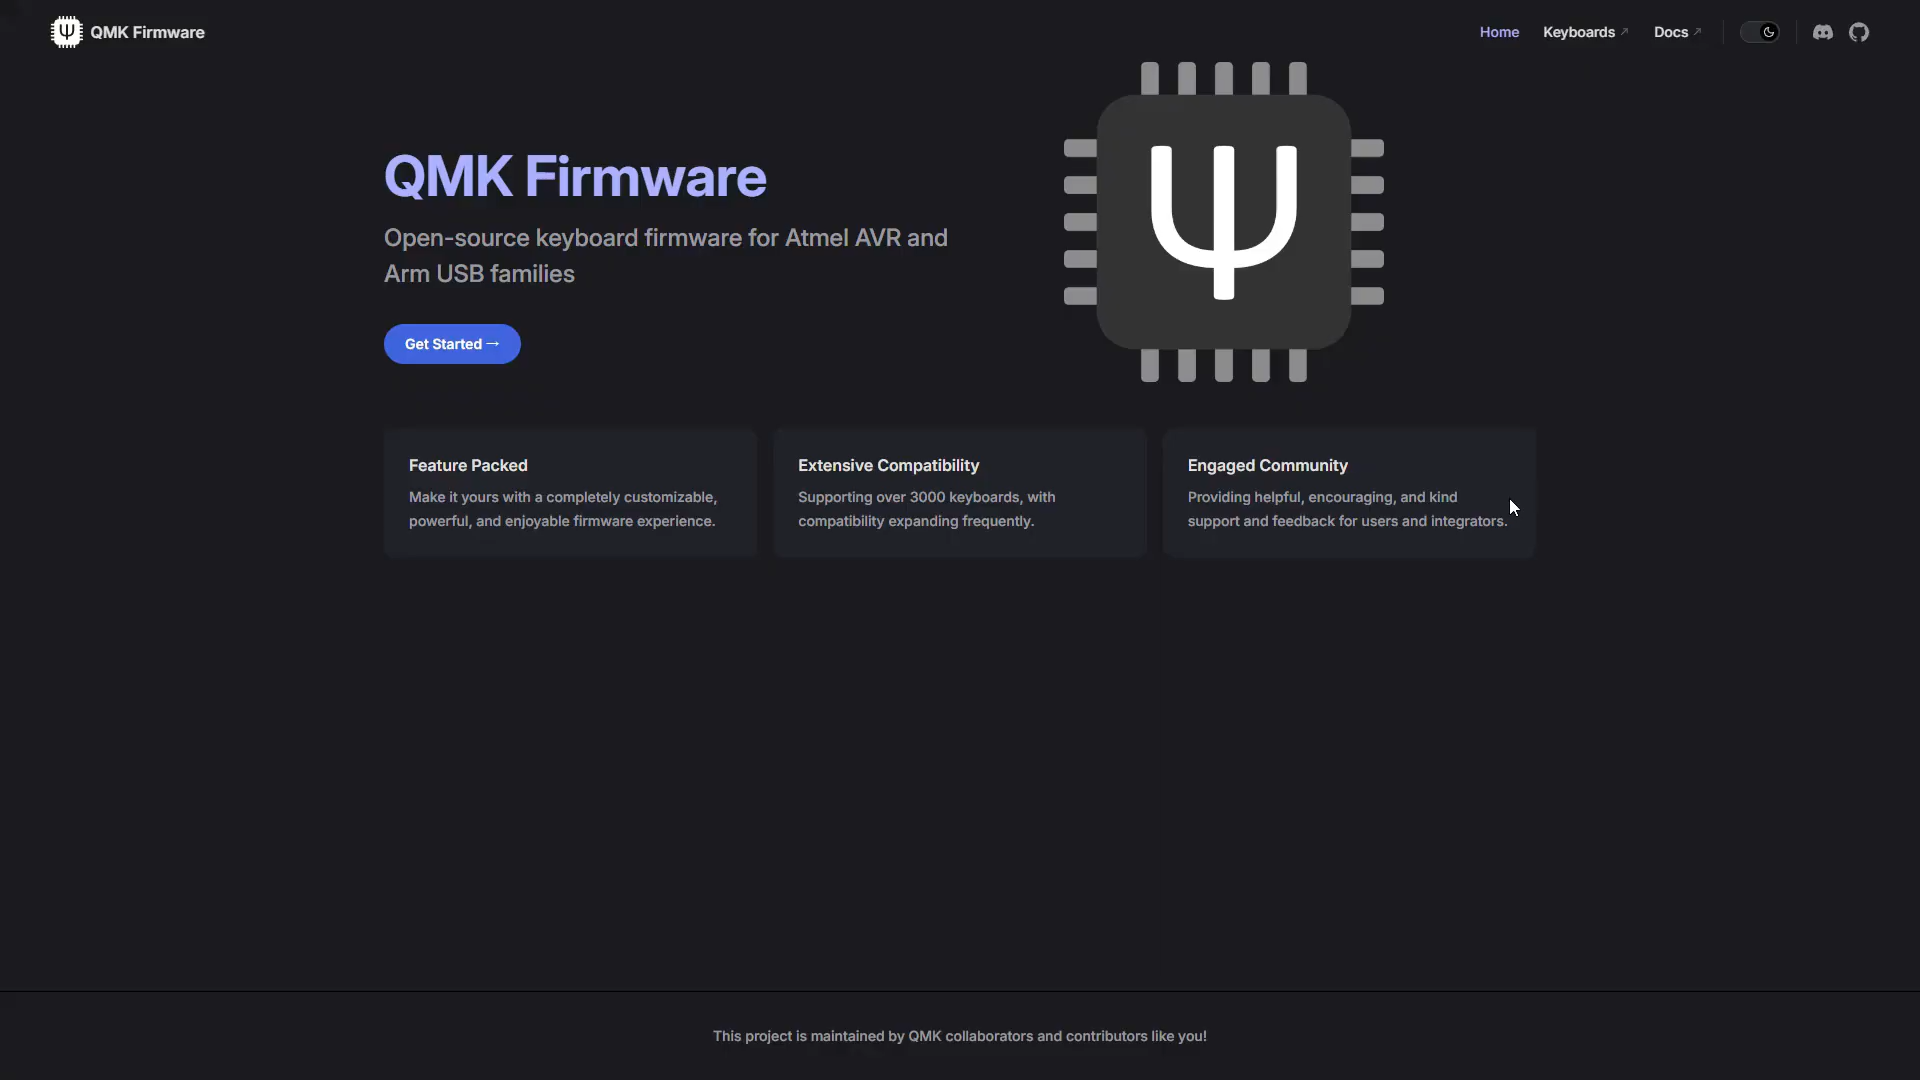 QMK Firmware
Home
Keyboards
Docs
QMK Firmware
Open-source keyboard firmware for Atmel AVR and
Arm USB families
Get Started →
Feature Packed
Make it yours with a completely customizable,
powerful, and enjoyable firmware experience.
Extensive Compatibility
Supporting over 3000 keyboards, with
compatibility expanding frequently.
Engaged Community
Providing helpful, encouraging, and kind
support and feedback for users and integrators.
This project is maintained by QMK collaborators and contributors like you!